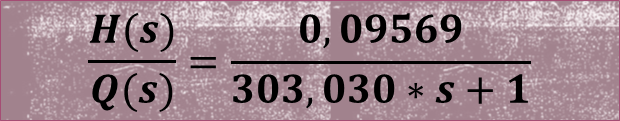 H(s)/Q(s) = 0,09569/(303,030 * s + 1)